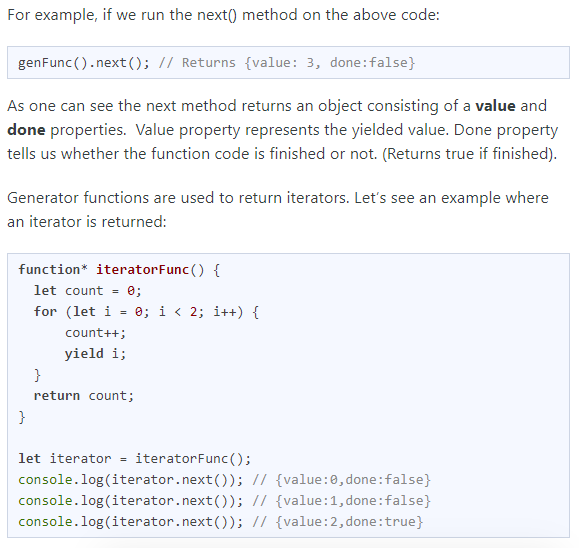 For example, if we run the next() method on the above code:
genFunc().next(); // Returns {value: 3, done:false}
As one can see the next method returns an object consisting of a value and
done properties.  Value property represents the yielded value. Done property
tells us whether the function code is finished or not. (Returns true if finished).
Generator functions are used to return iterators. Let’s see an example where
an iterator is returned:
function* iteratorFunc() {
  let count = 0;
  for (let i = 0; i < 2; i++) {
      count++;
      yield i;
  }
  return count;
}
let iterator = iteratorFunc();
console.log(iterator.next()); // {value:0,done:false}
console.log(iterator.next()); // {value:1,done:false}
console.log(iterator.next()); // {value:2,done:true}